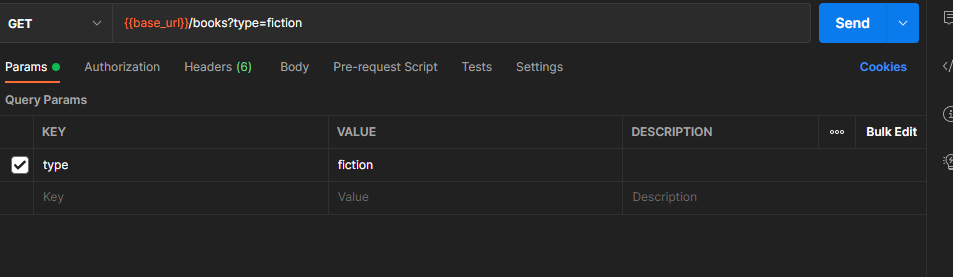 GET {{base_url}}/books?type=fiction Send
Params Authorization Headers (6) Body Pre-request Script Tests Settings Cookies
Query Params
KEY VALUE DESCRIPTION Bulk Edit
type fiction
Key Value Description